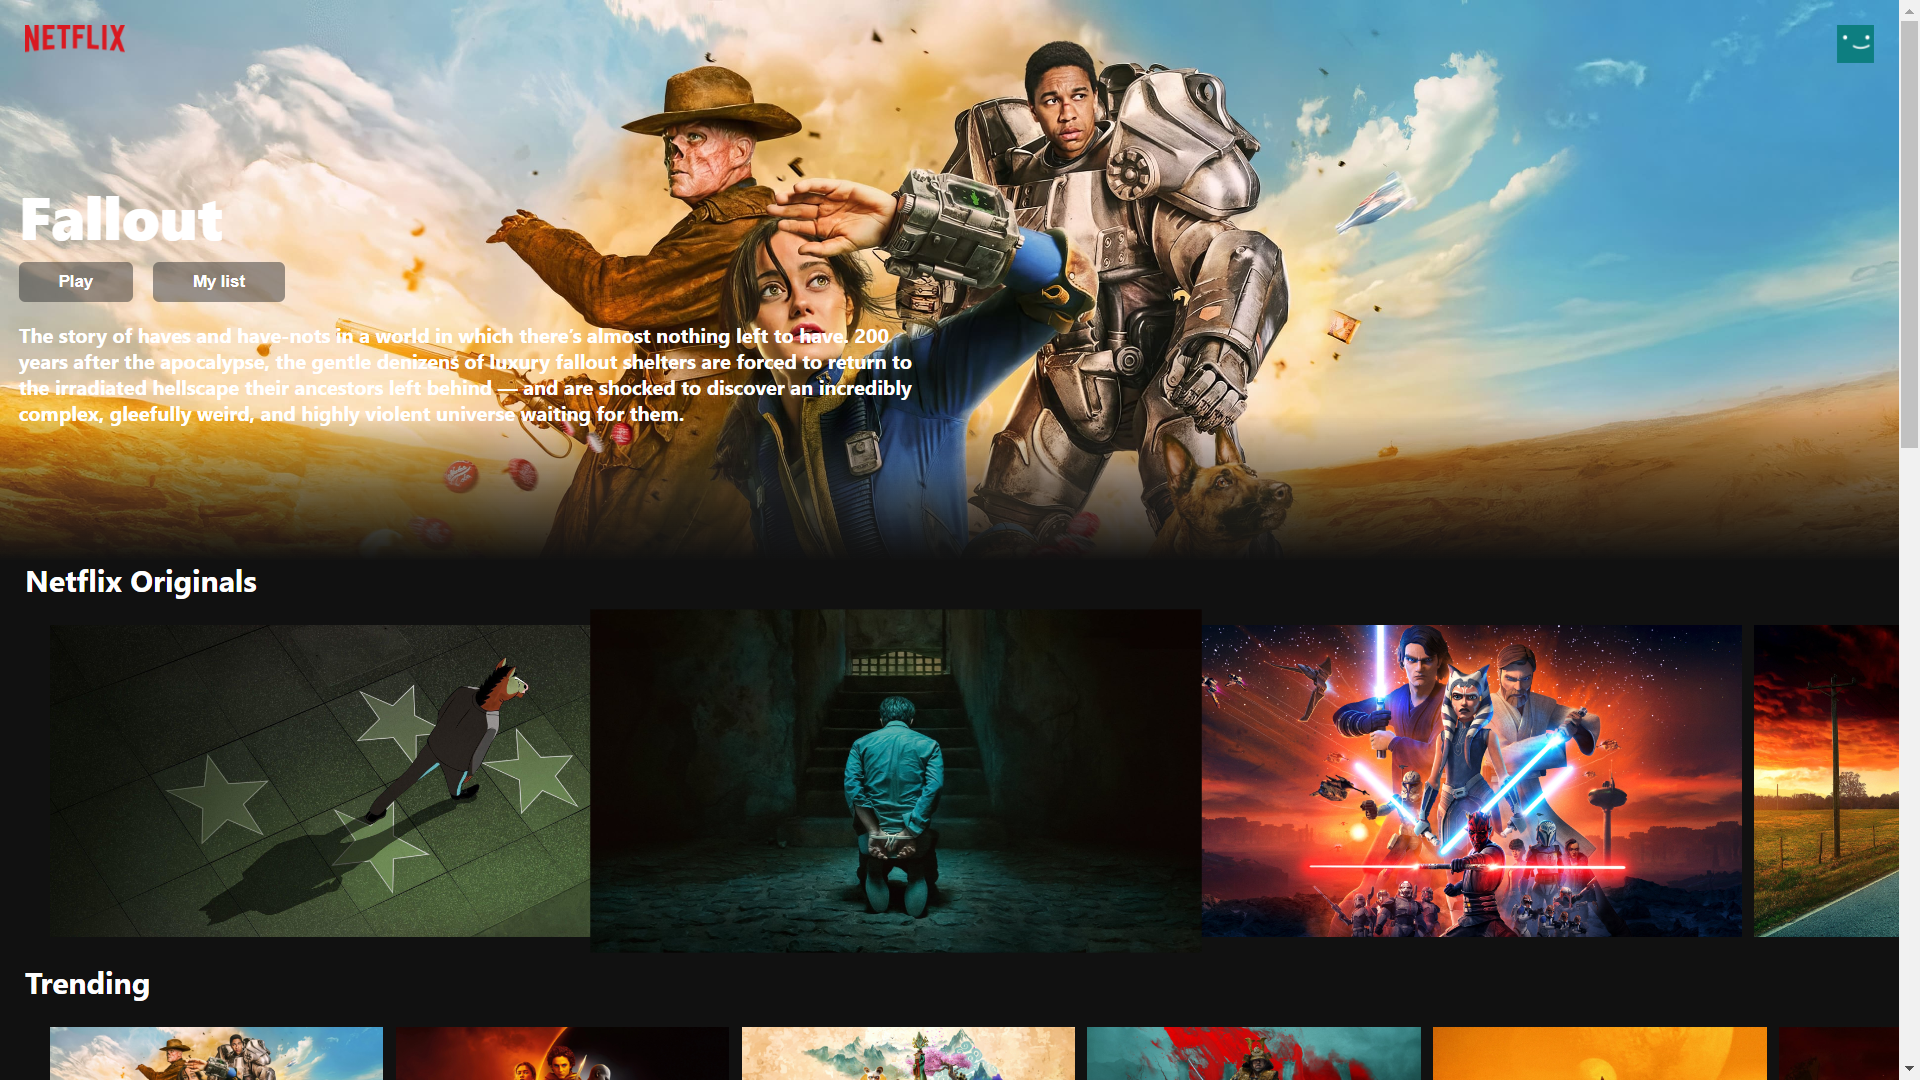 NETFLIX
Fallout
Play
My list
The story of haves and have-nots in a world in which there's almost nothing left to have. 200
years after the apocalypse, the gentle denizens of luxury fallout shelters are forced to return to
the irradiated hellscape their ancestors left behind — and are shocked to discover an incredibly
complex, gleefully weird, and highly violent universe waiting for them.
Netflix Originals
Trending